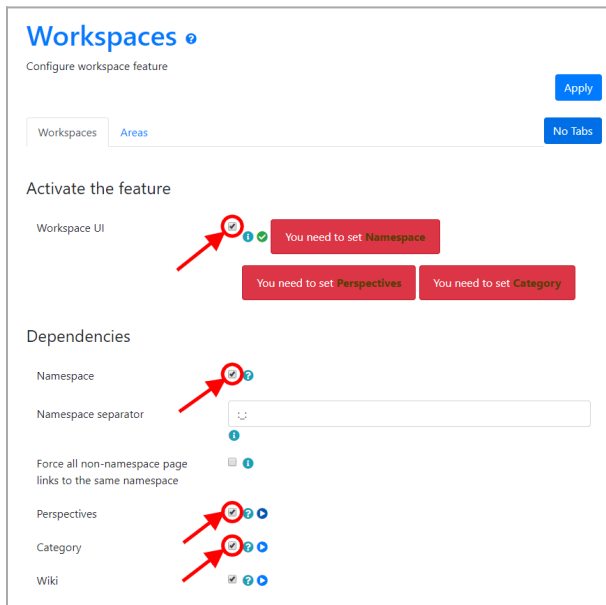 Workspaces
Configure workspace feature
Apply
Workspaces Areas No Tabs
Activate the feature
Workspace UI You need to set Namespace
You need to set Perspectives You need to set Category
Dependencies
Namespace
Namespace separator :_:
Force all non-namespace page
links to the same namespace
Perspectives
Category
Wiki